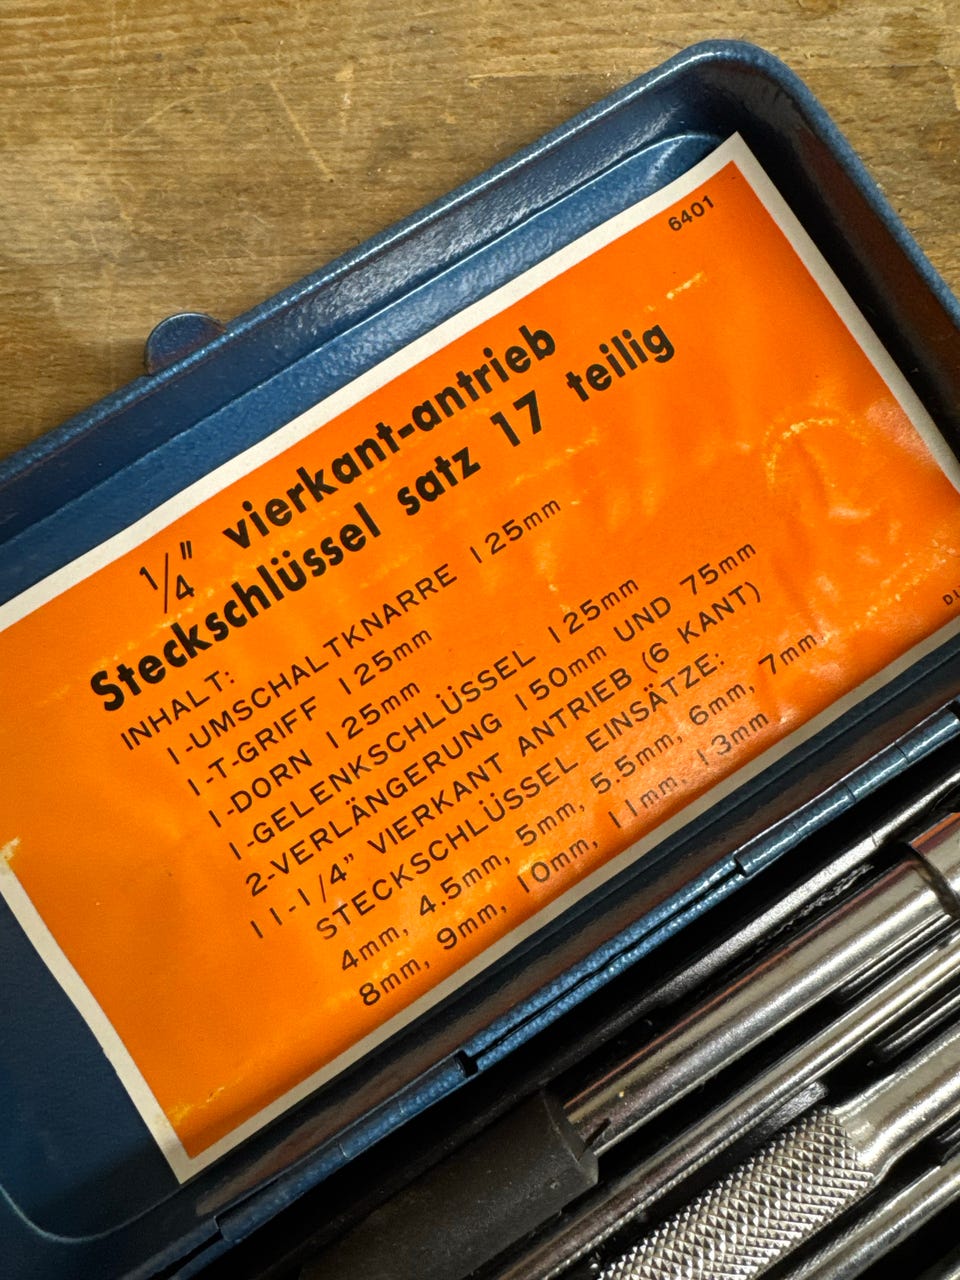 6401
1/4" vierkant-antrieb
Steckschlüssel satz 17 teilig
INHALT:
1-UMSCHALTKNARRE 125mm
1-T-GRIFF 125mm
1-DORN 125mm
1-GELENKSCHLÜSSEL 125mm
2-VERLÄNGERUNG 150mm UND 75mm
11-1/4" VIERKANT ANTRIEB (6 KANT)
STECKSCHLÜSSEL EINSÄTZE:
4mm, 4.5mm, 5mm, 5.5mm, 6mm, 7mm,
8mm, 9mm, 10mm, 11mm. 13mm